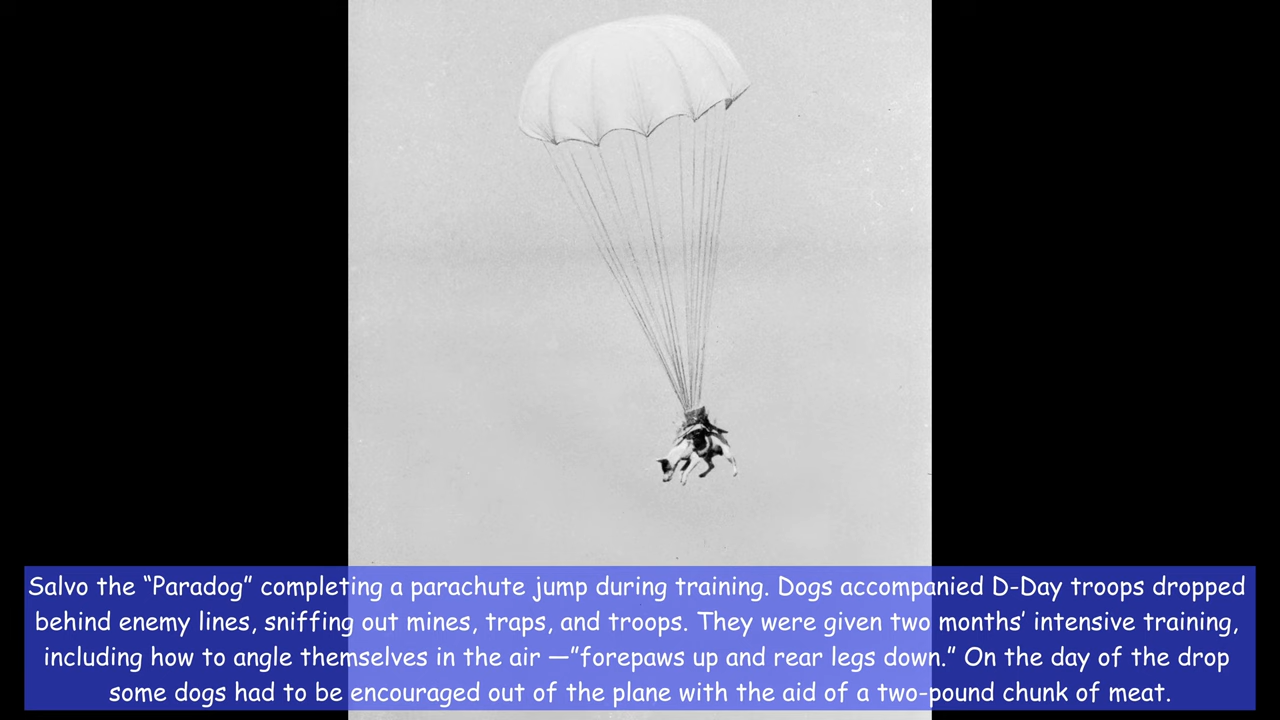 Salvo the “Paradog” completing a parachute jump during training. Dogs accompanied D-Day troops dropped
behind enemy lines, sniffing out mines, traps, and troops. They were given two months’ intensive training,
including how to angle themselves in the air —”forepaws up and rear legs down.” On the day of the drop
some dogs had to be encouraged out of the plane with the aid of a two-pound chunk of meat.